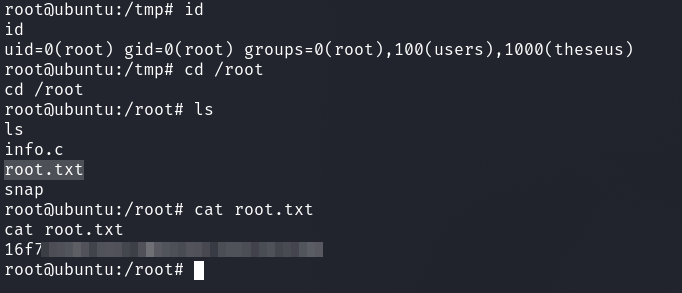 root@ubuntu:/tmp# id
id
uid=0(root) gid=0(root) groups=0(root),100(users),1000(theseus)
root@ubuntu:/tmp# cd /root
cd /root
root@ubuntu:/root# ls
ls
info.c
root.txt
snap
root@ubuntu:/root# cat root.txt
cat root.txt
16f7
root@ubuntu:/root#